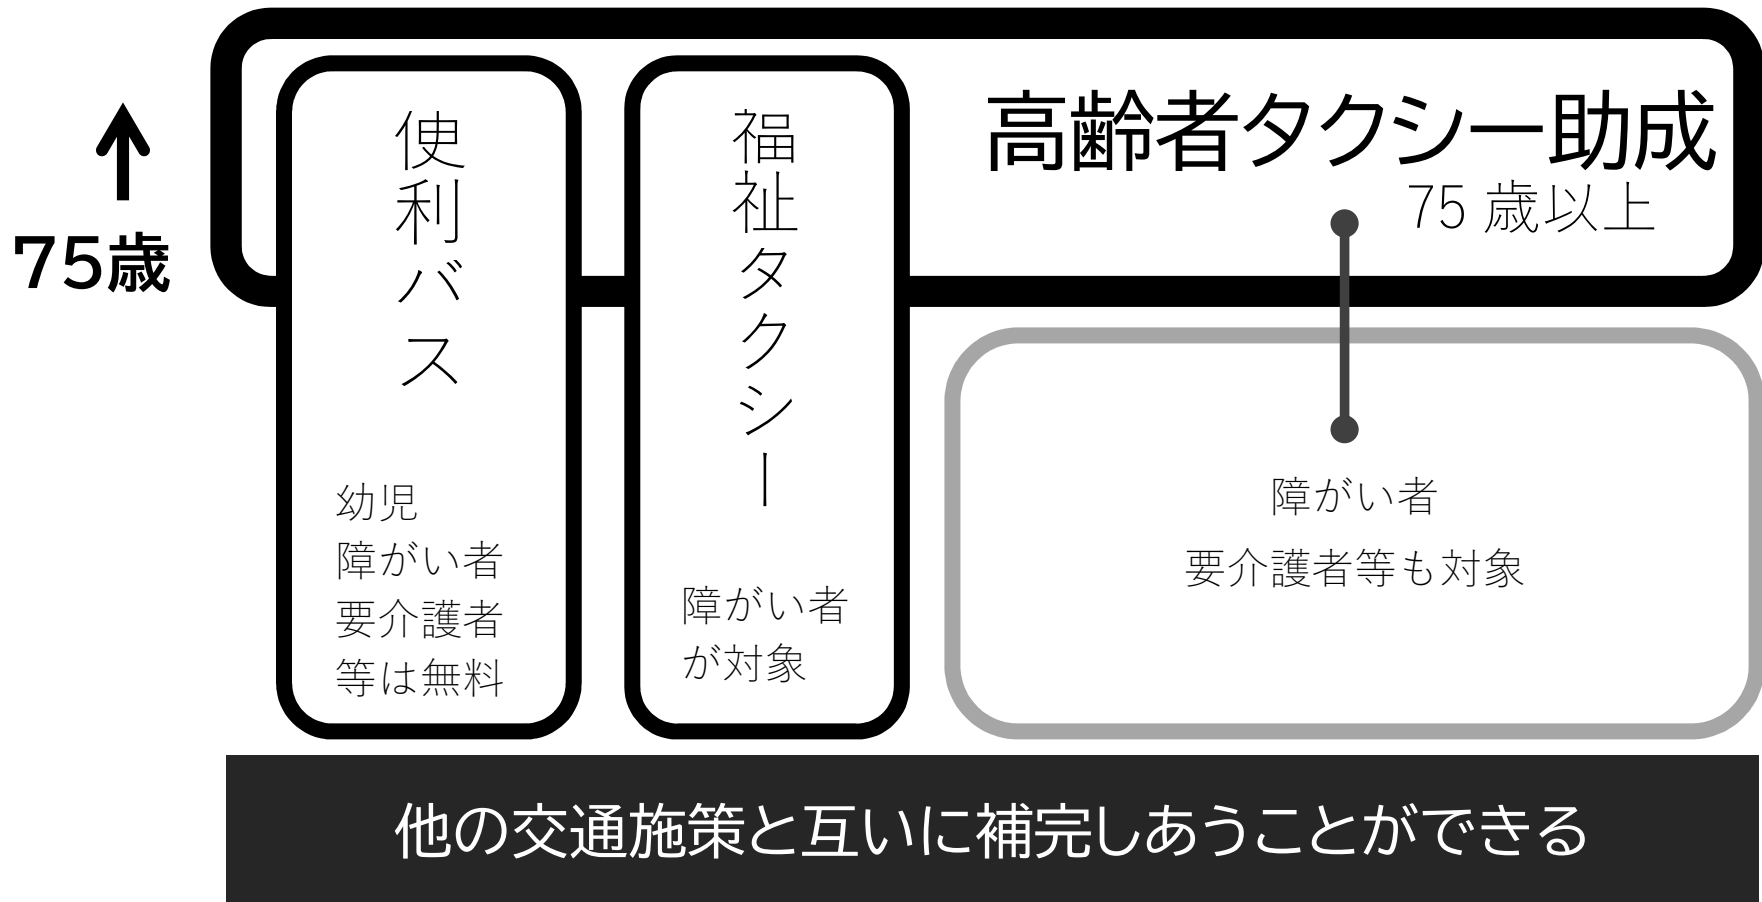 75歳
便利バス
幼児
障がい者
要介護者
等は無料
福祉タクシー
障がい者
が対象
高齢者タクシー助成
75 歳以上
障がい者
要介護者等も対象
他の交通施策と互いに補完しあうことができる